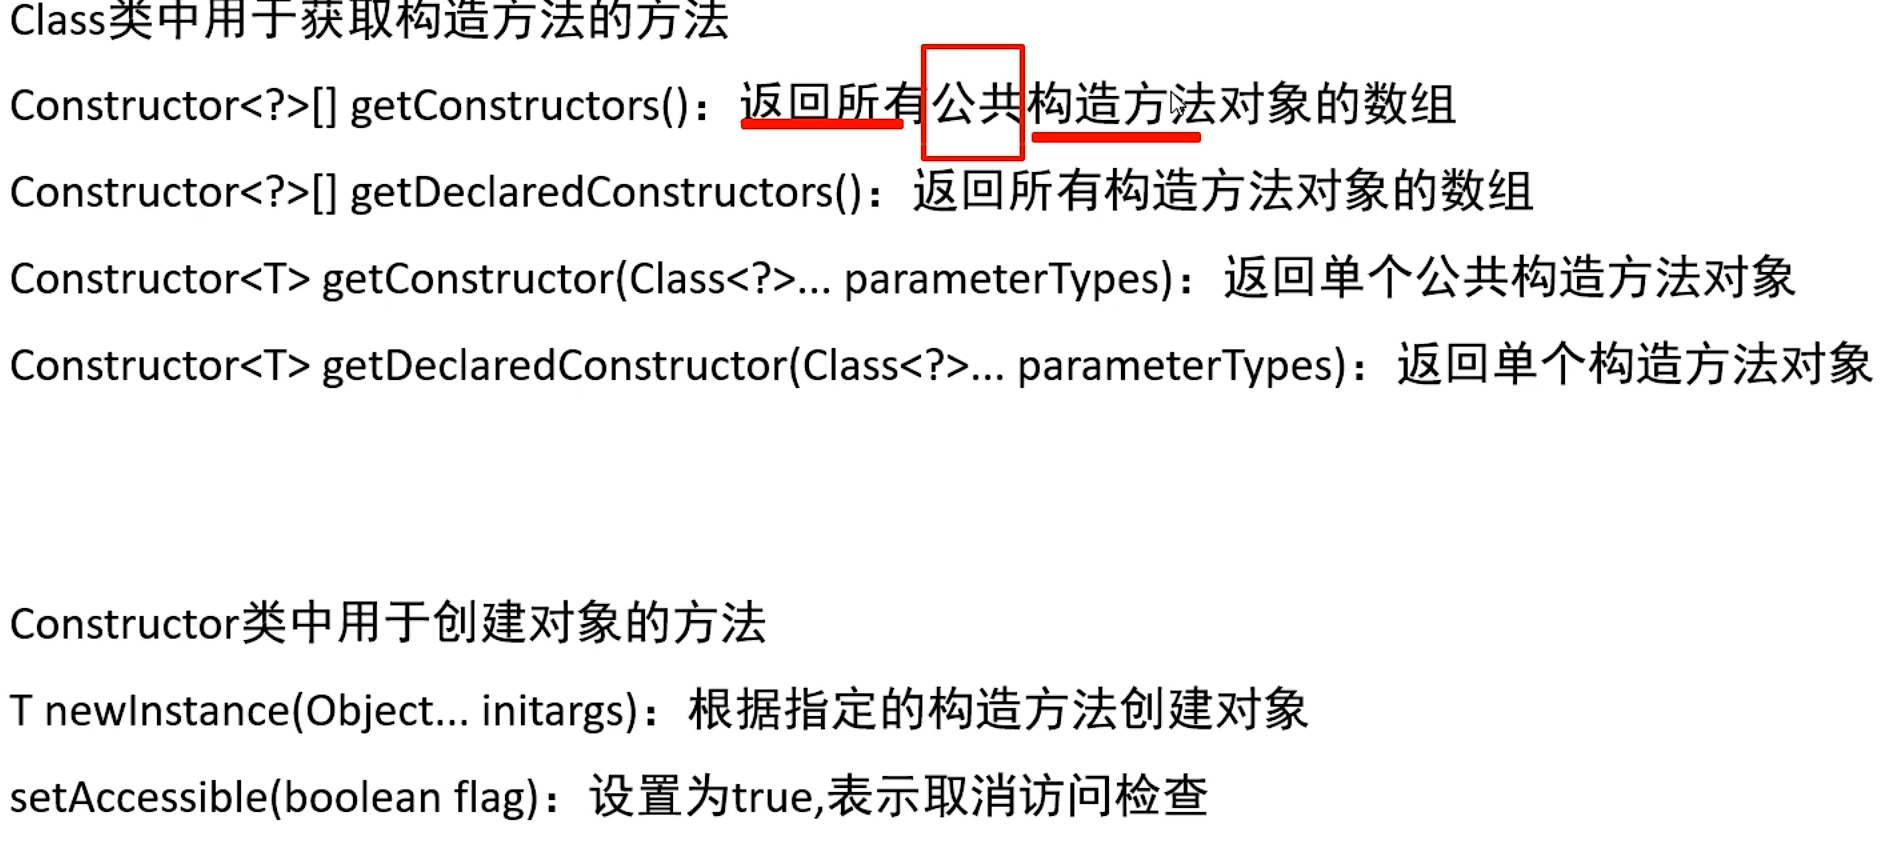 Class类中用于获取构造方法的方法
Constructor<?>[] getConstructors()：返回所有公共构造方法对象的数组
Constructor<?>[] getDeclaredConstructors()：返回所有构造方法对象的数组
Constructor<T> getConstructor(Class<?>... parameterTypes)：返回单个公共构造方法对象
Constructor<T> getDeclaredConstructor(Class<?>... parameterTypes)：返回单个构造方法对象
Constructor类中用于创建对象的方法
T newInstance(Object... initargs)：根据指定的构造方法创建对象
setAccessible(boolean flag)：设置为true,表示取消访问检查